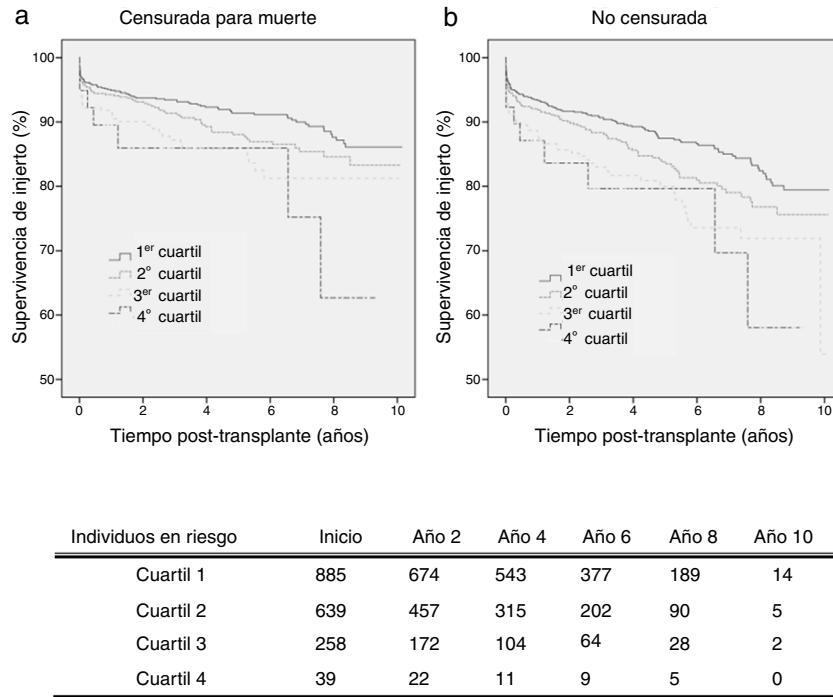 a Censurada para muerte
Supervivencia de injerto (%)
100
90
80
70
60
50
1er cuartil
2° cuartil
3er cuartil
4° cuartil
0 2 4 6 8 10
Tiempo post-transplante (años)
b No censurada
Supervivencia de injerto (%)
100
90
80
70
60
50
1er cuartil
2° cuartil
3er cuartil
4° cuartil
0 2 4 6 8 10
Tiempo post-transplante (años)
Individuos en riesgo Inicio Año 2 Año 4 Año 6 Año 8 Año 10
Cuartil 1 885 674 543 377 189 14
Cuartil 2 639 457 315 202 90 5
Cuartil 3 258 172 104 64 28 2
Cuartil 4 39 22 11 9 5 0